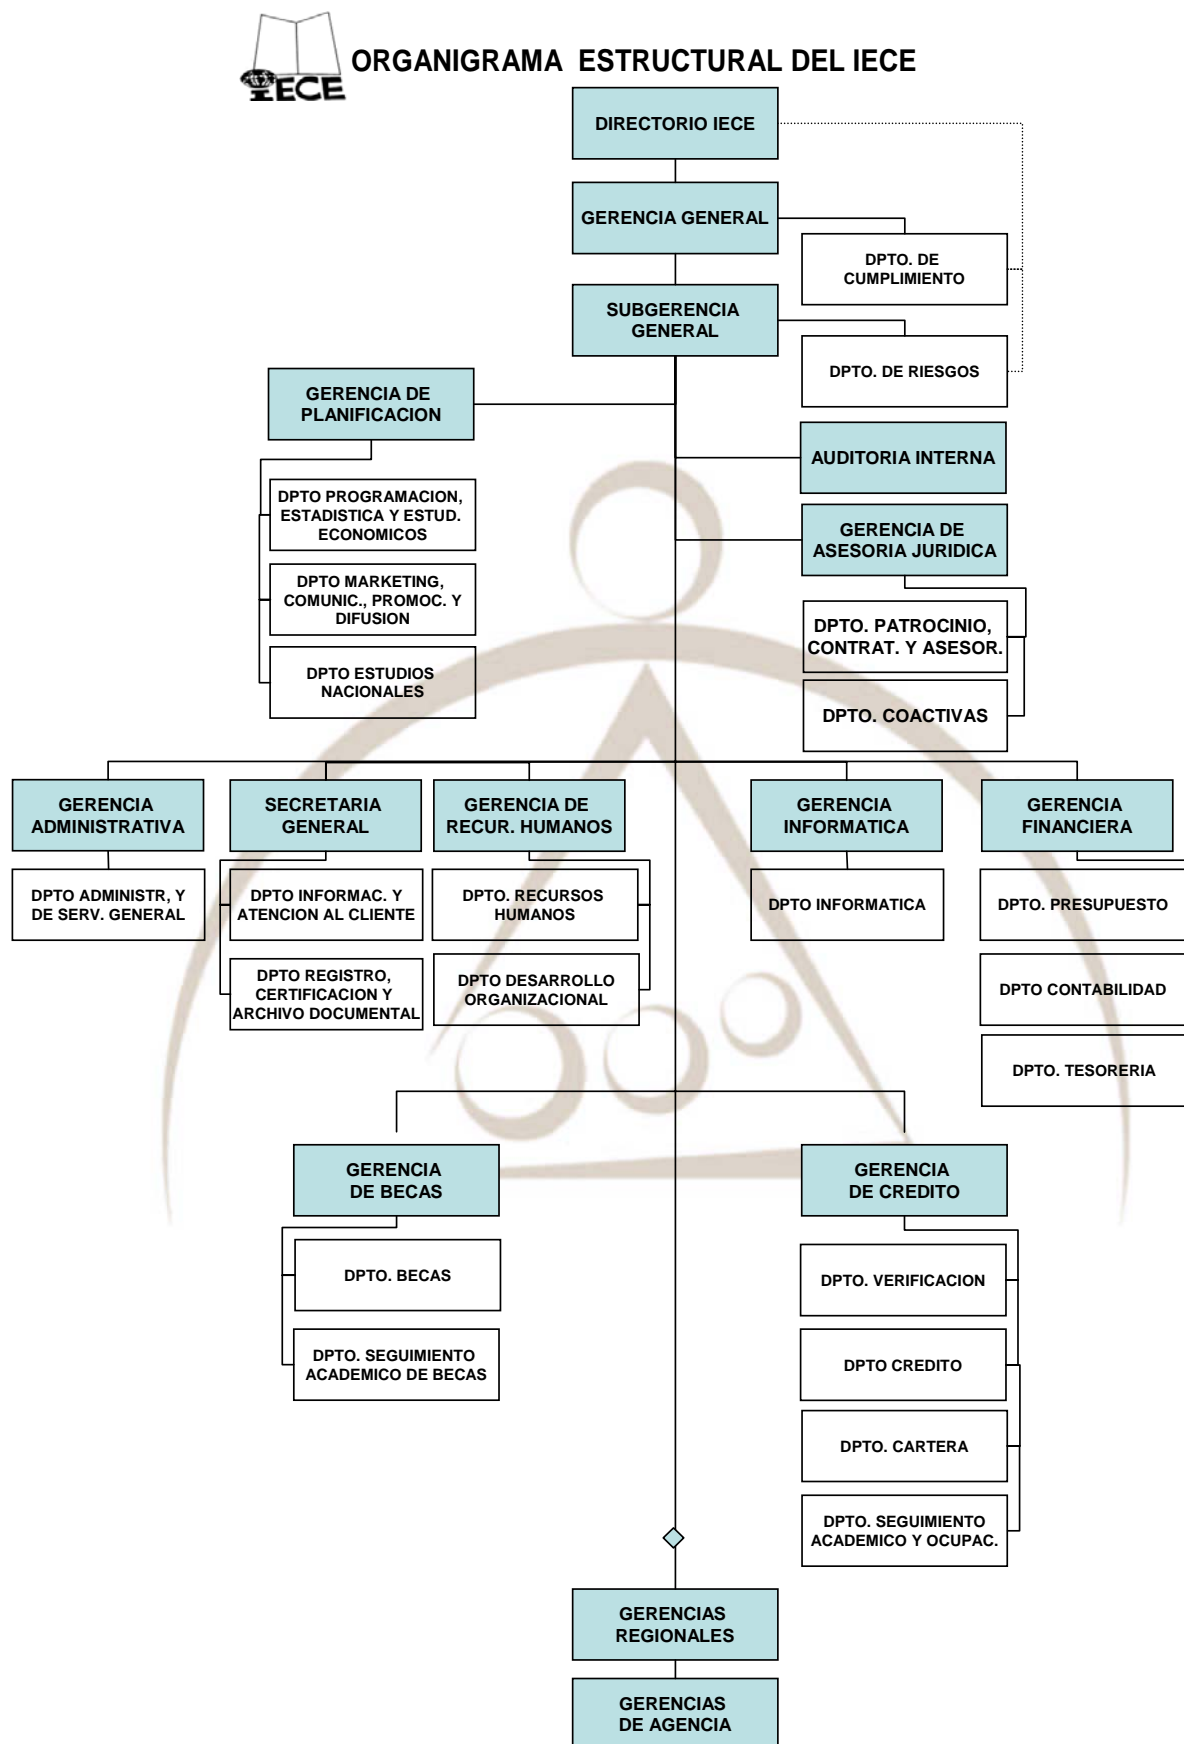 IECE
ORGANIGRAMA ESTRUCTURAL DEL IECE
DIRECTORIO IECE
GERENCIA GENERAL
DPTO. DE
CUMPLIMIENTO
SUBGERENCIA
GENERAL
DPTO. DE RIESGOS
GERENCIA DE
PLANIFICACION
AUDITORIA INTERNA
DPTO PROGRAMACION,
ESTADISTICA Y ESTUD.
ECONOMICOS
GERENCIA DE
ASESORIA JURIDICA
DPTO MARKETING,
COMUNIC., PROMOC. Y
DIFUSION
DPTO. PATROCINIO,
CONTRAT. Y ASESOR.
DPTO ESTUDIOS
NACIONALES
DPTO. COACTIVAS
GERENCIA
ADMINISTRATIVA
SECRETARIA
GENERAL
GERENCIA DE
RECUR. HUMANOS
GERENCIA
INFORMATICA
GERENCIA
FINANCIERA
DPTO ADMINISTR, Y
DE SERV. GENERAL
DPTO INFORMAC. Y
ATENCION AL CLIENTE
DPTO. RECURSOS
HUMANOS
DPTO INFORMATICA
DPTO. PRESUPUESTO
DPTO REGISTRO,
CERTIFICACION Y
ARCHIVO DOCUMENTAL
DPTO DESARROLLO
ORGANIZACIONAL
DPTO CONTABILIDAD
DPTO. TESORERIA
GERENCIA
DE BECAS
GERENCIA
DE CREDITO
DPTO. BECAS
DPTO. VERIFICACION
DPTO. SEGUIMIENTO
ACADEMICO DE BECAS
DPTO CREDITO
DPTO. CARTERA
DPTO. SEGUIMIENTO
ACADEMICO Y OCUPAC.
GERENCIAS
REGIONALES
GERENCIAS
DE AGENCIA